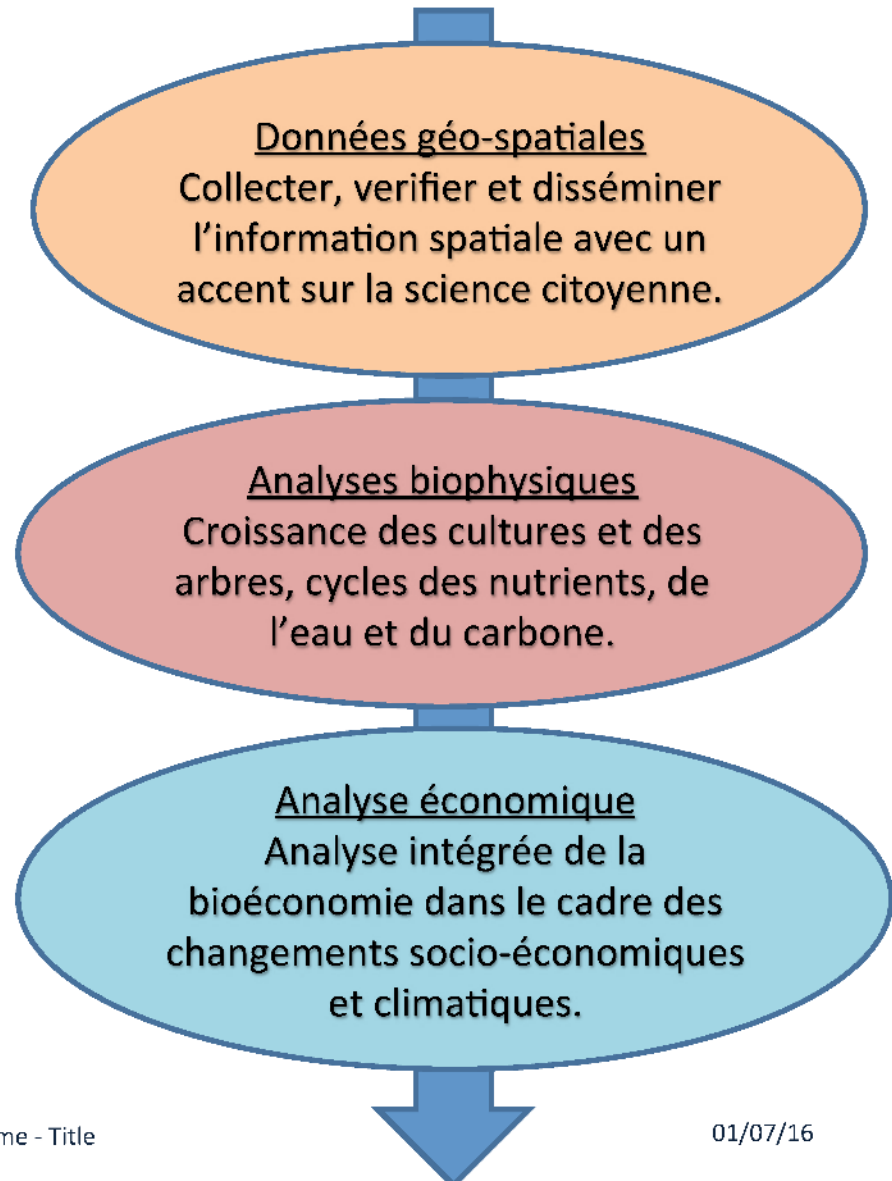 Données géo-spatiales
Collecter, verifier et disséminer
l’information spatiale avec un
accent sur la science citoyenne.
Analyses biophysiques
Croissance des cultures et des
arbres, cycles des nutrients, de
l’eau et du carbone.
Analyse économique
Analyse intégrée de la
bioéconomie dans le cadre des
changements socio-économiques
et climatiques.
- Title
01/07/16